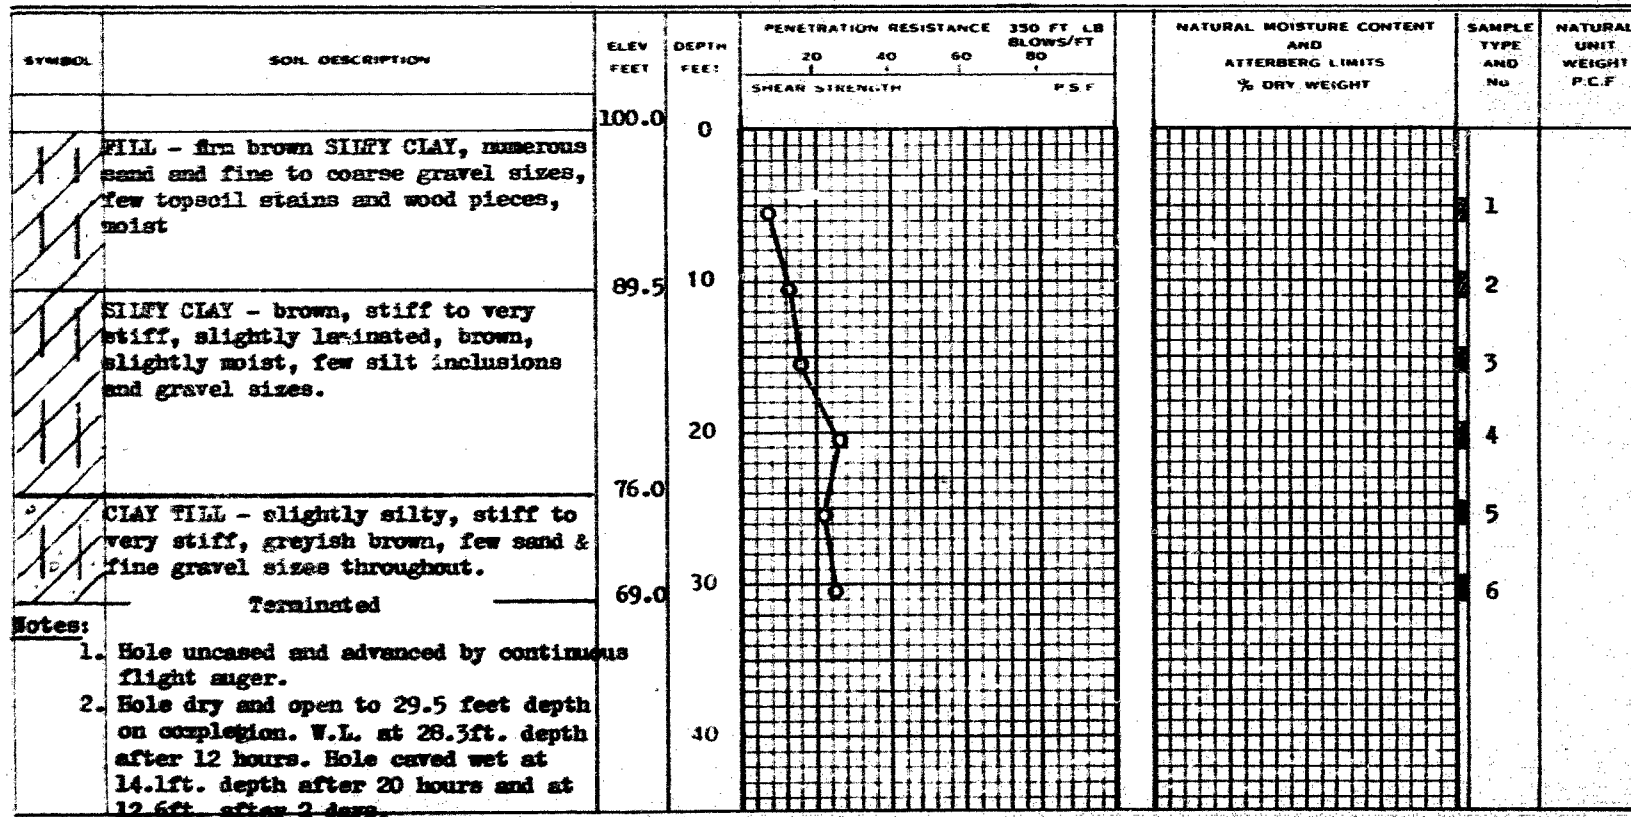 SYMBOL
SOIL DESCRIPTION
ELEV
FEET
DEPTH
FEET
PENETRATION RESISTANCE 350 FT LB
BLOWS/FT
20 40 60 80
SHEAR STRENGTH P.S.F
NATURAL MOISTURE CONTENT
AND
ATTERBERG LIMITS
% DRY WEIGHT
SAMPLE
TYPE
AND
No
NATURAL
UNIT
WEIGHT
P.C.F
100.0 0
FILL - firm brown SILTY CLAY, numerous
sand and fine to coarse gravel sizes,
few topsoil stains and wood pieces,
moist
1
89.5 10
2
SILTY CLAY - brown, stiff to very
stiff, slightly laminated, brown,
slightly moist, few silt inclusions
and gravel sizes.
3
20
4
76.0
CLAY TILL - slightly silty, stiff to
very stiff, greyish brown, few sand &
fine gravel sizes throughout.
5
30
69.0
6
Terminated
Notes:
1. Hole uncased and advanced by continuous
flight auger.
2. Hole dry and open to 29.5 feet depth
on completion. W.L. at 28.3ft. depth
after 12 hours. Hole caved wet at
14.1ft. depth after 20 hours and at
12.6ft. after 2 days.
40